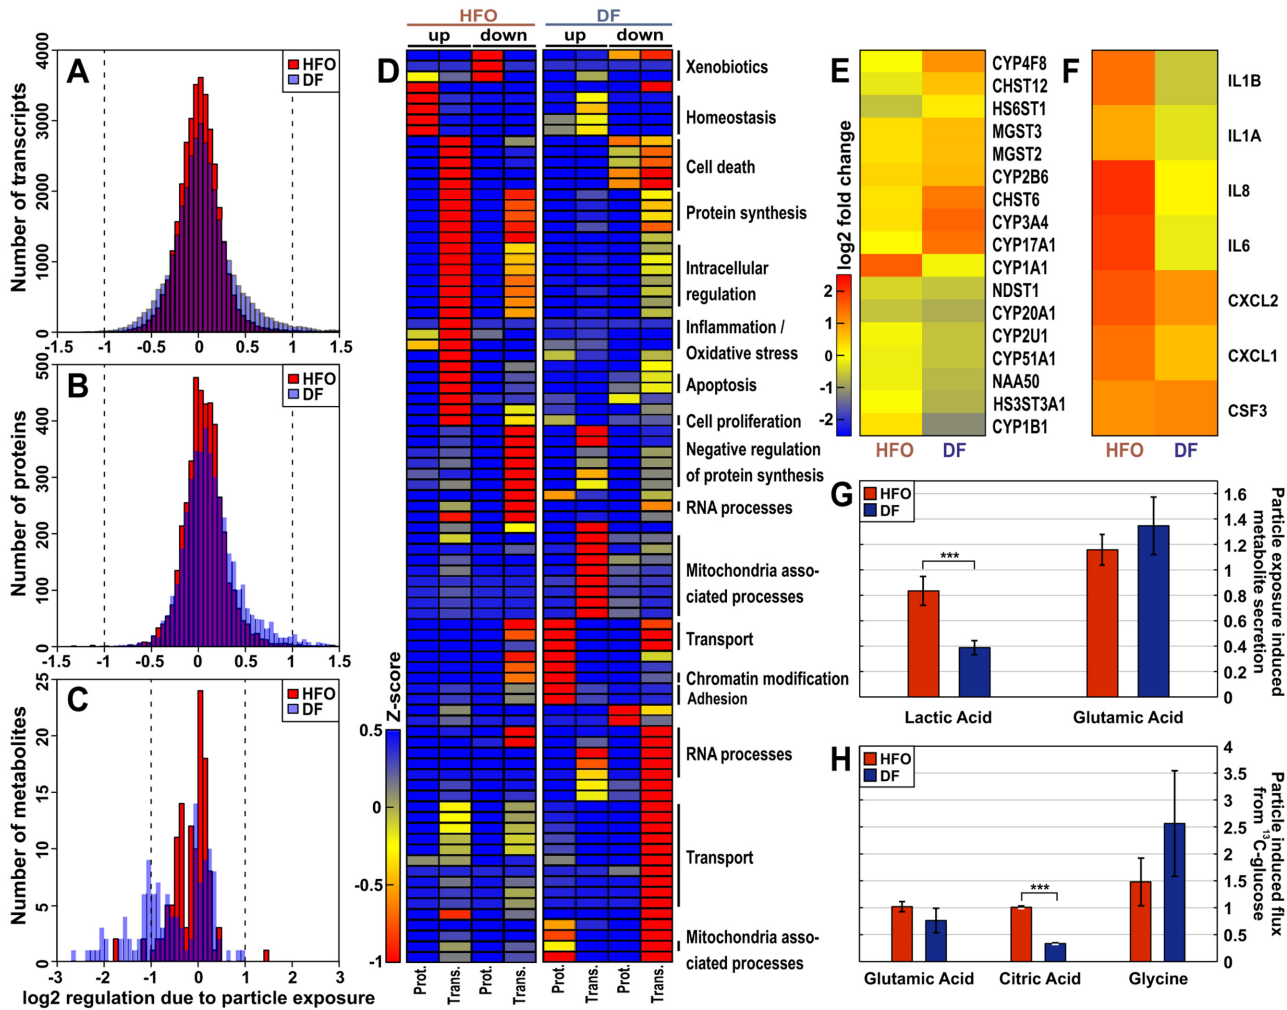 A
Number of transcripts
4000
3000
2000
1000
0
-1.5 -1 -0.5 0 0.5 1 1.5
HFO
DF
B
Number of proteins
500
400
300
200
100
0
-1.5 -1 -0.5 0 0.5 1 1.5
HFO
DF
C
Number of metabolites
25
20
15
10
5
0
-3 -2 -1 0 1 2 3
HFO
DF
log2 regulation due to particle exposure
D
HFO DF
up down up down
Xenobiotics
Homeostasis
Cell death
Protein synthesis
Intracellular
regulation
Inflammation /
Oxidative stress
Apoptosis
Cell proliferation
Negative regulation
of protein synthesis
RNA processes
Mitochondria asso-
ciated processes
Transport
Chromatin modification
Adhesion
RNA processes
Transport
Mitochondria asso-
ciated processes
Z-score
0.5
0
-0.5
-1
Prot. Trans. Prot. Trans. Prot. Trans. Prot. Trans.
E
log2 fold change
2
1
0
-1
-2
CYP4F8
CHST12
HS6ST1
MGST3
MGST2
CYP2B6
CHST6
CYP3A4
CYP17A1
CYP1A1
NDST1
CYP20A1
CYP2U1
CYP51A1
NAA50
HS3ST3A1
CYP1B1
HFO DF
F
IL1B
IL1A
IL8
IL6
CXCL2
CXCL1
CSF3
HFO DF
G
HFO
DF
***
1.6
1.4
1.2
1
0.8
0.6
0.4
0.2
0
Particle exposure induced
metabolite secretion
Lactic Acid Glutamic Acid
H
HFO
DF
***
4
3.5
3
2.5
2
1.5
1
0.5
0
Particle induced flux
from 13C-glucose
Glutamic Acid Citric Acid Glycine